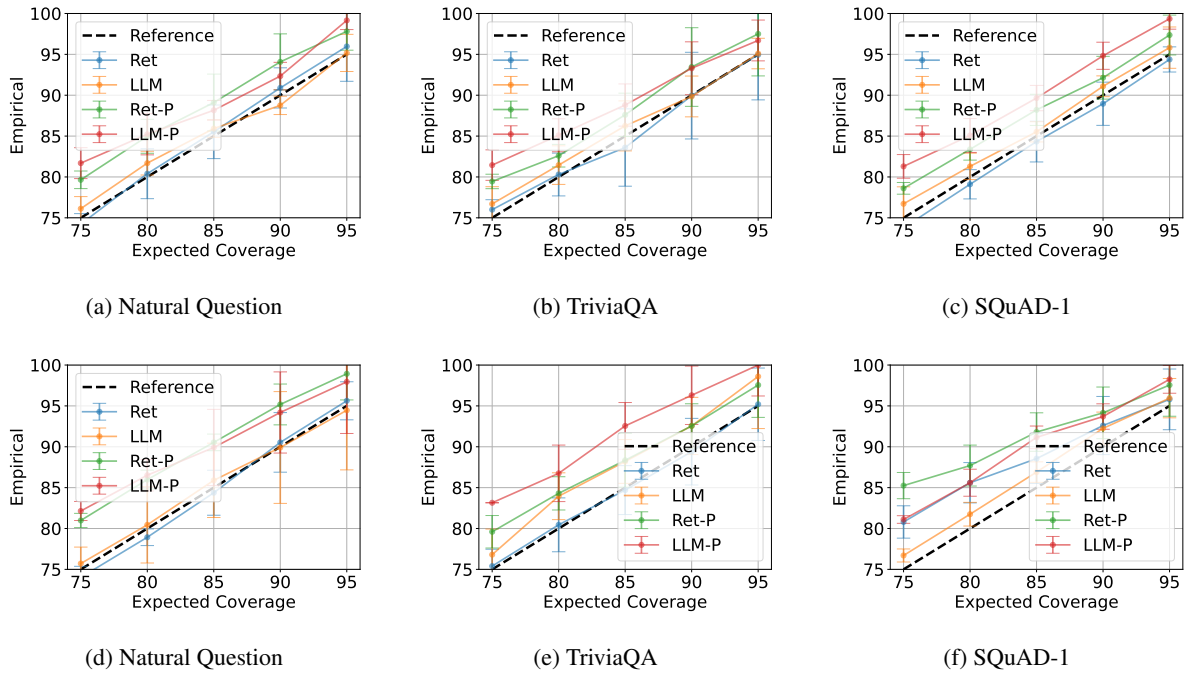 100
95
90
85
80
75
Empirical
Reference
Ret
LLM
Ret-P
LLM-P
75 80 85 90 95
Expected Coverage
(a) Natural Question
100
95
90
85
80
75
Empirical
Reference
Ret
LLM
Ret-P
LLM-P
75 80 85 90 95
Expected Coverage
(b) TriviaQA
100
95
90
85
80
75
Empirical
Reference
Ret
LLM
Ret-P
LLM-P
75 80 85 90 95
Expected Coverage
(c) SQuAD-1
100
95
90
85
80
75
Empirical
Reference
Ret
LLM
Ret-P
LLM-P
75 80 85 90 95
Expected Coverage
(d) Natural Question
100
95
90
85
80
75
Empirical
Reference
Ret
LLM
Ret-P
LLM-P
75 80 85 90 95
Expected Coverage
(e) TriviaQA
100
95
90
85
80
75
Empirical
Reference
Ret
LLM
Ret-P
LLM-P
75 80 85 90 95
Expected Coverage
(f) SQuAD-1